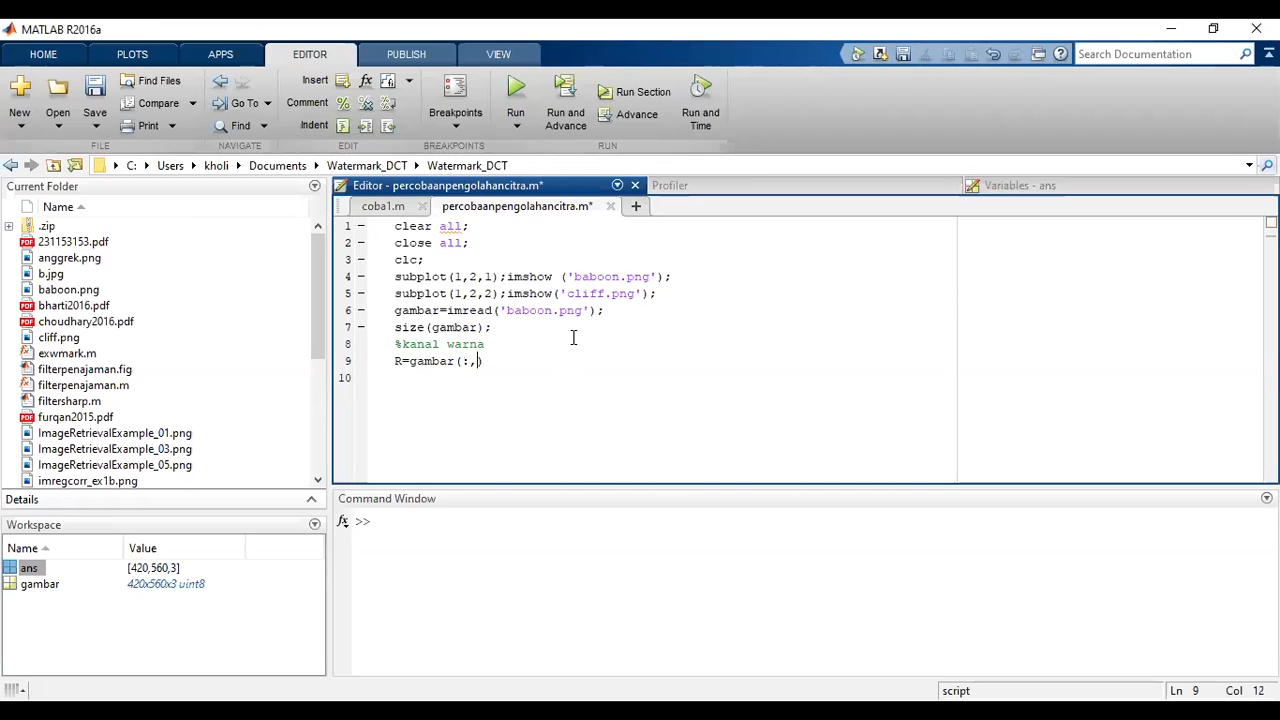 MATLAB R2016a
HOME PLOTS APPS EDITOR PUBLISH VIEW
Search Documentation
New
Open
Save
Find Files
Compare
Print
FILE
Go To
Find
NAVIGATE
Insert
Comment
Indent
EDIT
Breakpoints
BREAKPOINTS
Run
Run and
Advance
Run Section
Advance
Run and
Time
RUN
C: Users kholi Documents Watermark_DCT Watermark_DCT
Current Folder
Name
.zip
231153153.pdf
anggrek.png
b.jpg
baboon.png
bharti2016.pdf
choudhary2016.pdf
cliff.png
exwmark.m
filterpenajaman.fig
filterpenajaman.m
filtersharp.m
furqan2015.pdf
ImageRetrievalExample_01.png
ImageRetrievalExample_03.png
ImageRetrievalExample_05.png
imregcorr_ex1b.png
Details
Workspace
Name Value
ans [420,560,3]
gambar 420x560x3 uint8
Editor - percobaanpengolahancitra.m*
Profiler
Variables - ans
coba1.m
percobaanpengolahancitra.m*
1 clear all;
2 close all;
3 clc;
4 subplot(1,2,1);imshow ('baboon.png');
5 subplot(1,2,2);imshow('cliff.png');
6 gambar=imread('baboon.png');
7 size(gambar);
8 %kanal warna
9 R=gambar(:,)
10
Command Window
fx >>
script Ln 9 Col 12